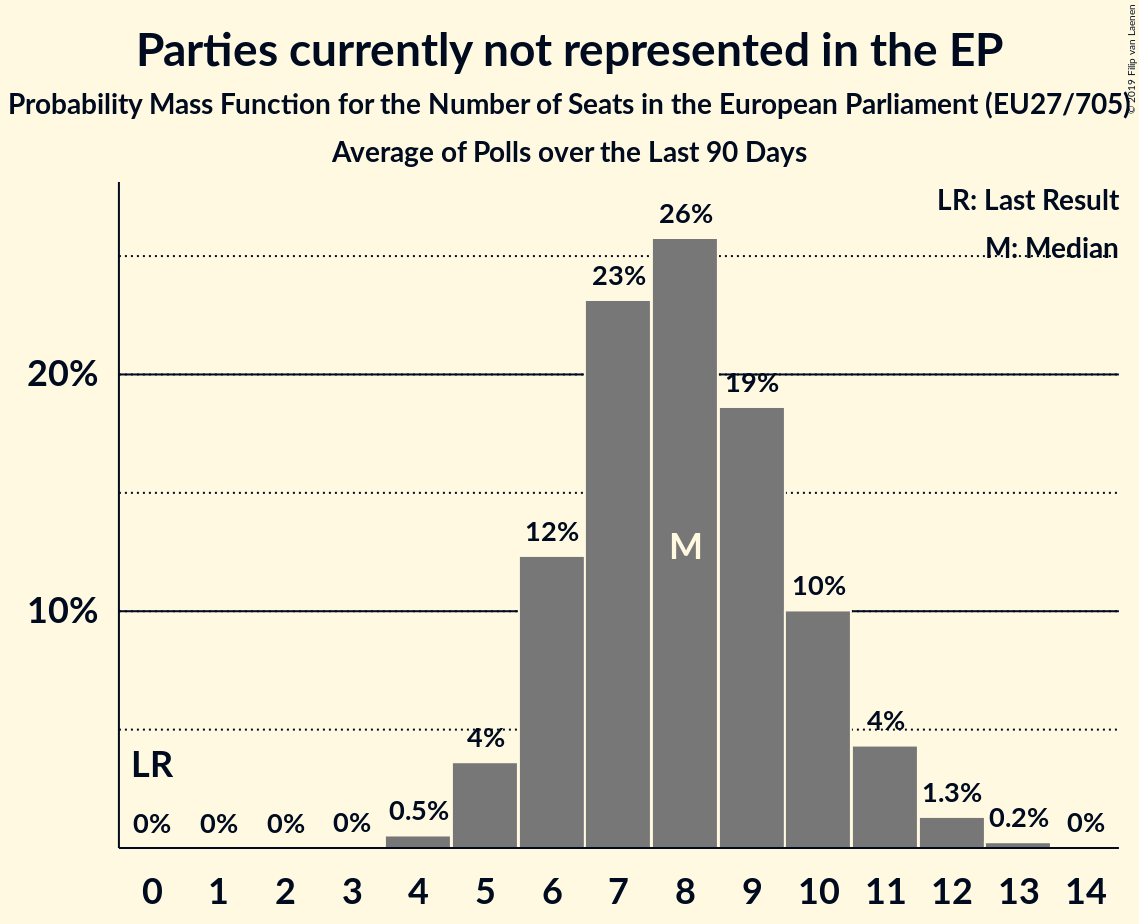 Parties currently not represented in the EP
Probability Mass Function for the Number of Seats in the European Parliament (EU27/705)
Average of Polls over the Last 90 Days
© 2019 Filip van Laenen
LR: Last Result
M: Median
26%
23%
20%
19%
12%
M
10%
10%
4%
4%
LR
1.3%
0.5%
0.2%
0% 0% 0% 0% 0%
0 1 2 3 4 5 6 7 8 9 10 11 12 13 14